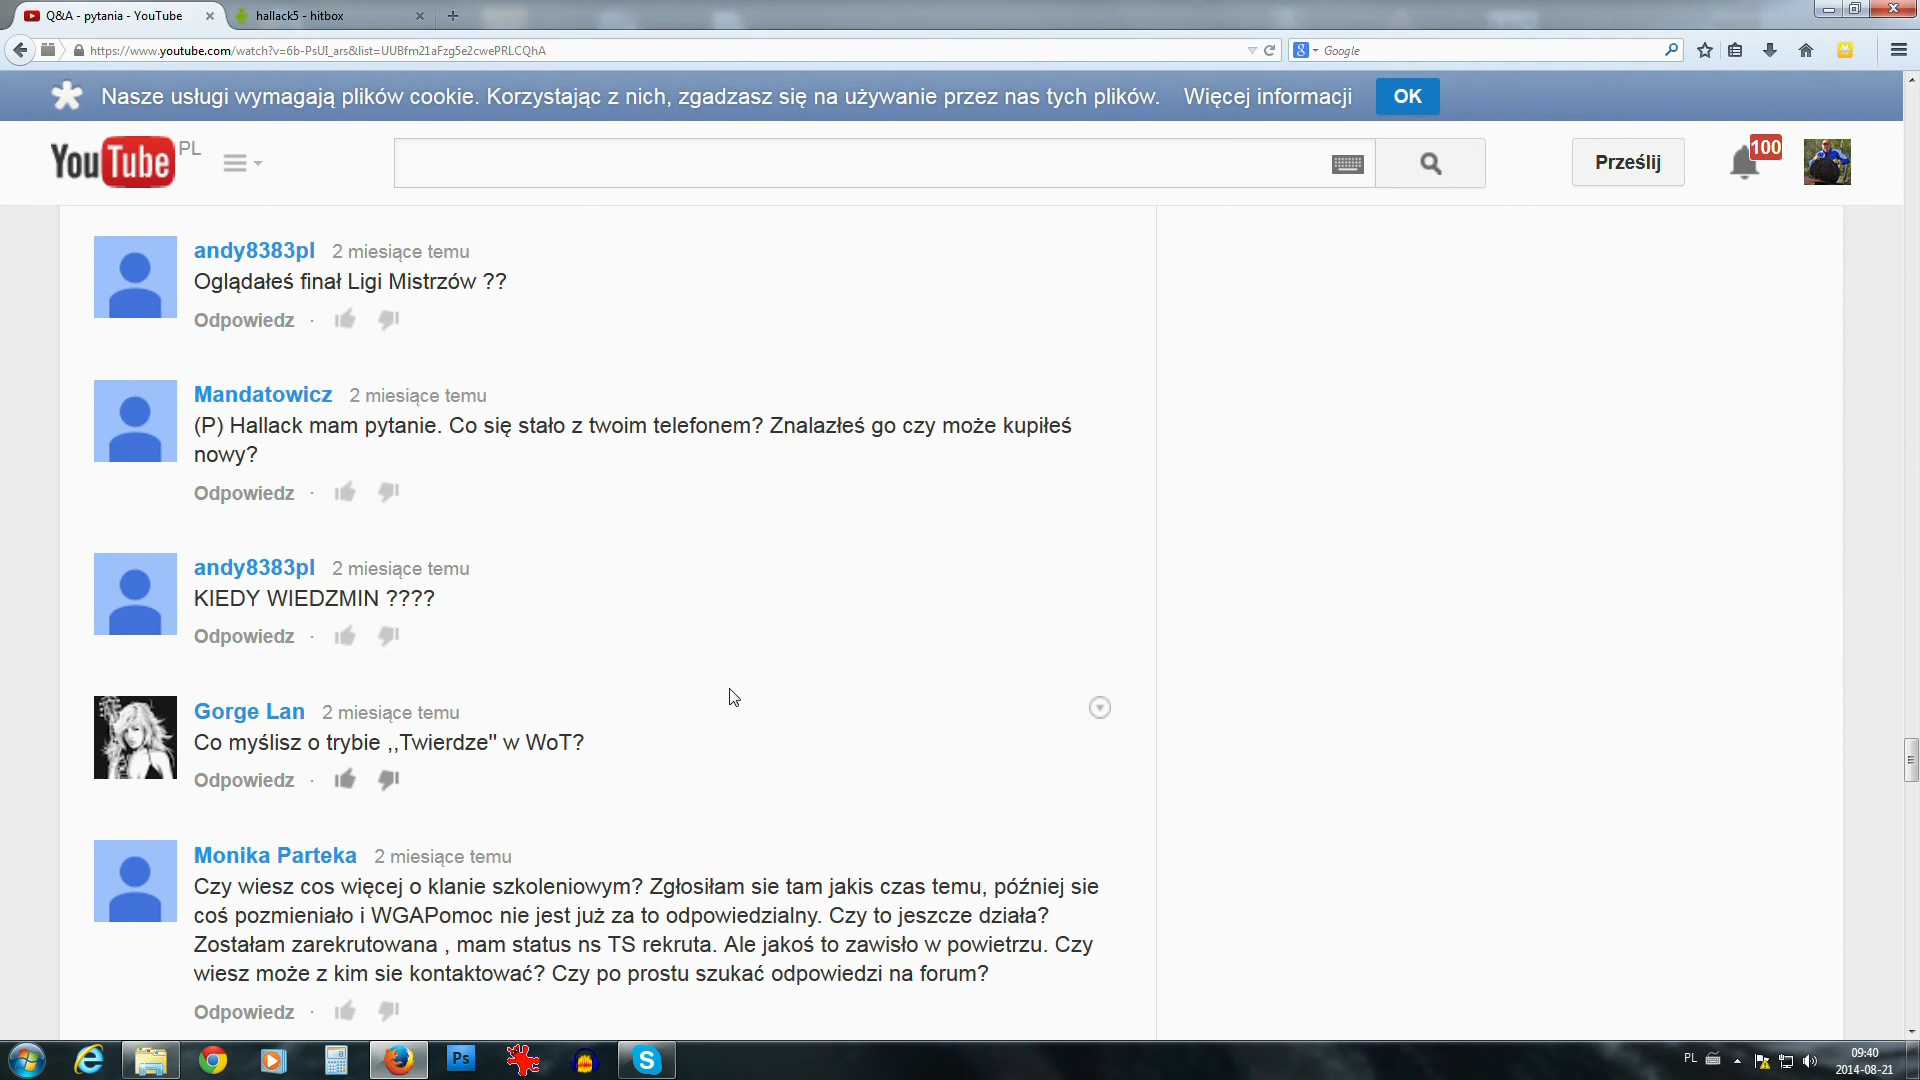 Q&A - pytania - YouTube
hallack5 - hitbox
https://www.youtube.com/watch?v=6b-PsUI_ars&list=UUBfm21aFzg5e2cwePRLCQhA
Google
Nasze usługi wymagają plików cookie. Korzystając z nich, zgadzasz się na używanie przez nas tych plików. Więcej informacji OK
YouTube PL
Prześlij
100
andy8383pl 2 miesiące temu
Oglądałeś finał Ligi Mistrzów ??
Odpowiedz ·
Mandatowicz 2 miesiące temu
(P) Hallack mam pytanie. Co się stało z twoim telefonem? Znalazłeś go czy może kupiłeś
nowy?
Odpowiedz ·
andy8383pl 2 miesiące temu
KIEDY WIEDZMIN ????
Odpowiedz ·
Gorge Lan 2 miesiące temu
Co myślisz o trybie ,,Twierdze" w WoT?
Odpowiedz ·
Monika Parteka 2 miesiące temu
Czy wiesz cos więcej o klanie szkoleniowym? Zgłosiłam sie tam jakis czas temu, później sie
coś pozmieniało i WGAPomoc nie jest już za to odpowiedzialny. Czy to jeszcze działa?
Zostałam zarekrutowana , mam status ns TS rekruta. Ale jakoś to zawisło w powietrzu. Czy
wiesz może z kim sie kontaktować? Czy po prostu szukać odpowiedzi na forum?
Odpowiedz ·
Ps
PL
09:40
2014-08-21